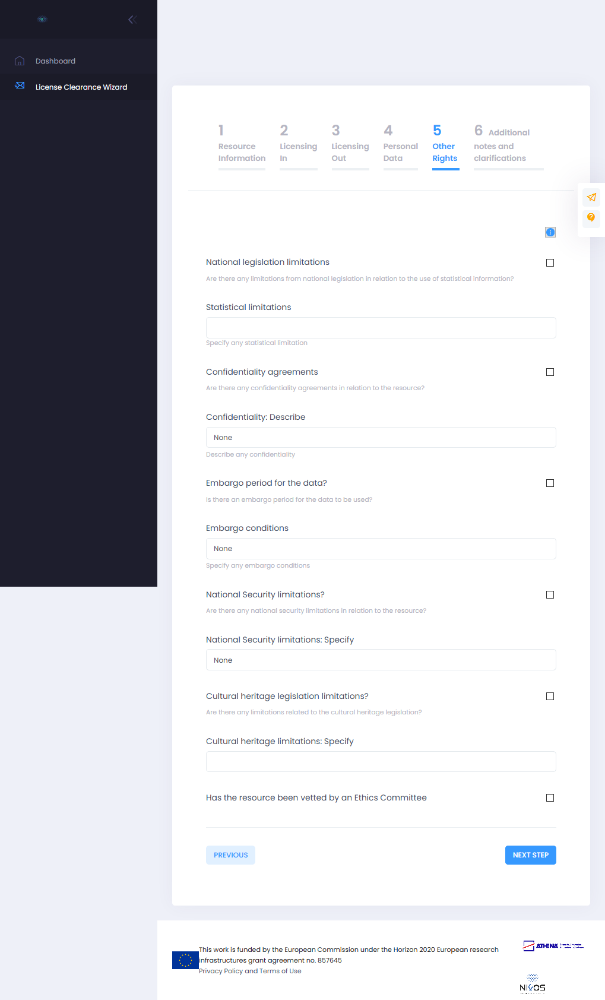 Dashboard
License Clearance Wizard
1
Resource
Information
2
Licensing
In
3
Licensing
Out
4
Personal
Data
5
Other
Rights
6 Additional
notes and
clarifications
National legislation limitations
Are there any limitations from national legislation in relation to the use of statistical information?
Statistical limitations
Specify any statistical limitation
Confidentiality agreements
Are there any confidentiality agreements in relation to the resource?
Confidentiality: Describe
None
Describe any confidentiality
Embargo period for the data?
Is there an embargo period for the data to be used?
Embargo conditions
None
Specify any embargo conditions
National Security limitations?
Are there any national security limitations in relation to the resource?
National Security limitations: Specify
None
Cultural heritage legislation limitations?
Are there any limitations related to the cultural heritage legislation?
Cultural heritage limitations: Specify
Has the resource been vetted by an Ethics Committee
PREVIOUS
NEXT STEP
This work is funded by the European Commission under the Horizon 2020 European research
infrastructures grant agreement no. 857645
Privacy Policy and Terms of Use
ATHENA
NI4OS